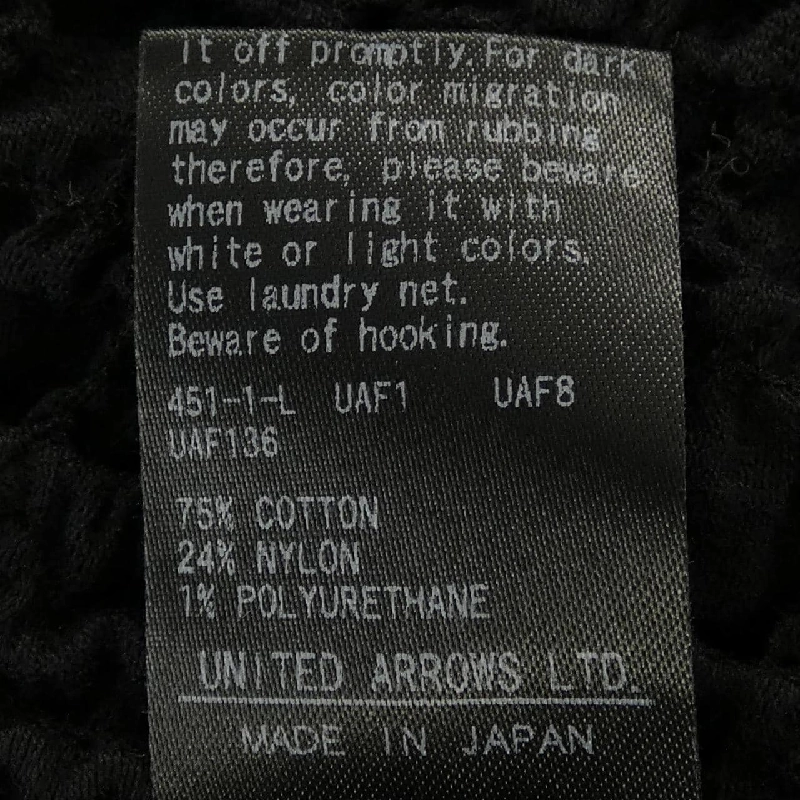 it off promptly. For dark
colors, color migration
may occur from rubbing
therefore, please beware
when wearing it with
white or light colors.
Use laundry net.
Beware of hooking.
451-1-L UAF1 UAF8
UAF136
75% COTTON
24% NYLON
1% POLYURETHANE
UNITED ARROWS LTD.
MADE IN JAPAN